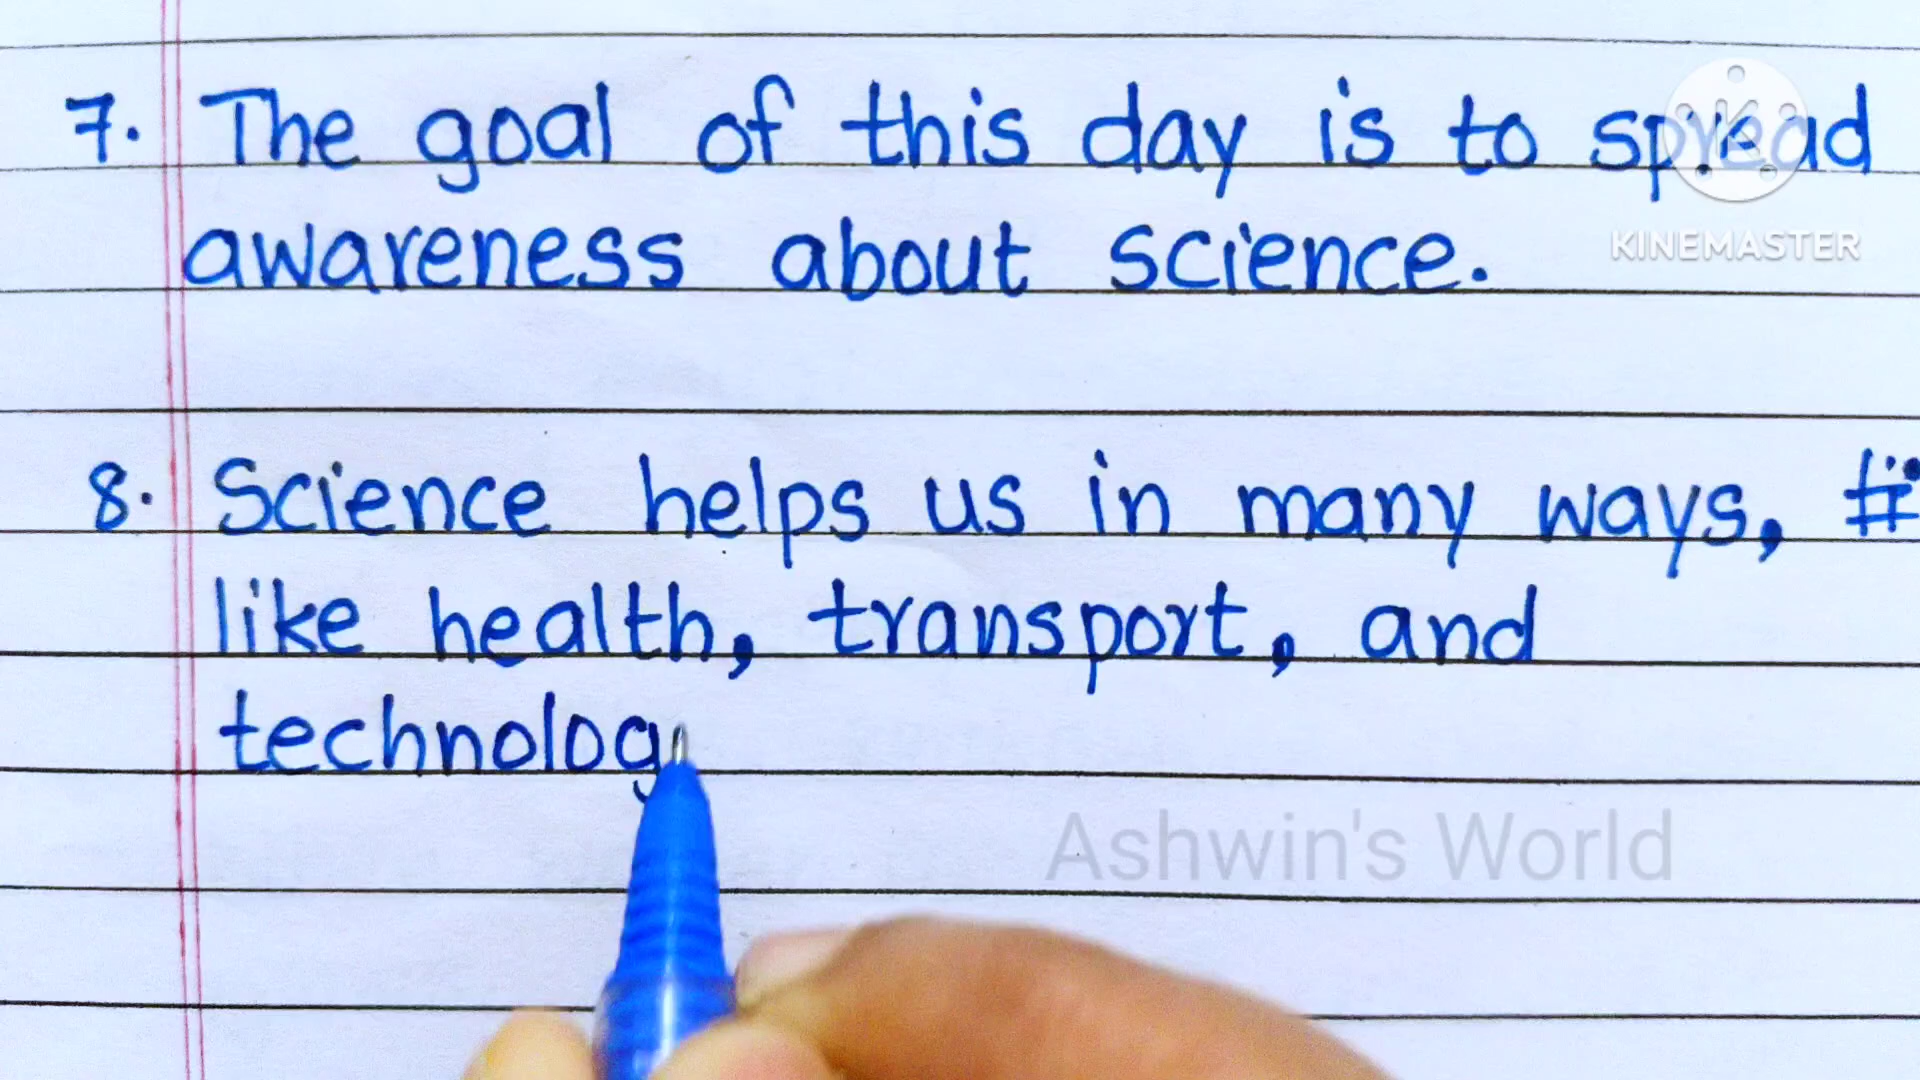 7. The goal of this day is to spread
KINEMASTER
awareness about science.
8. Science helps us in many ways,
like health, transport, and
technolog
Ashwin's World